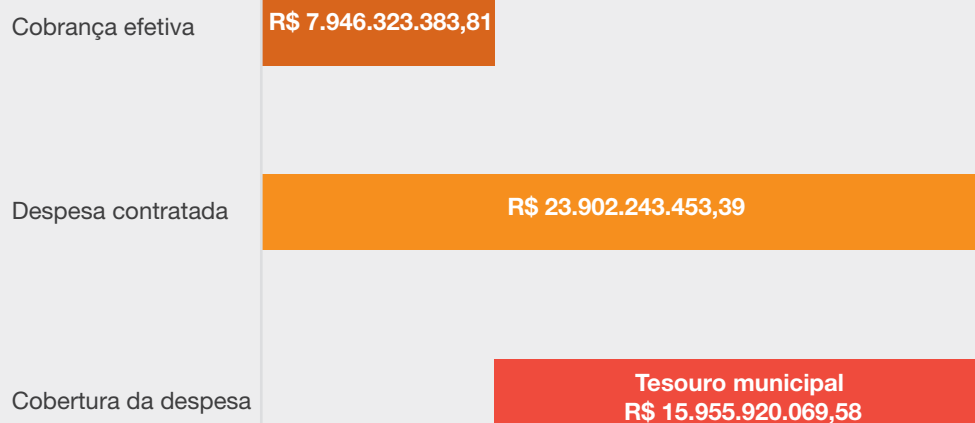 Cobrança efetiva
R$ 7.946.323.383,81
Despesa contratada
R$ 23.902.243.453,39
Cobertura da despesa
Tesouro municipal
R$ 15.955.920.069,58